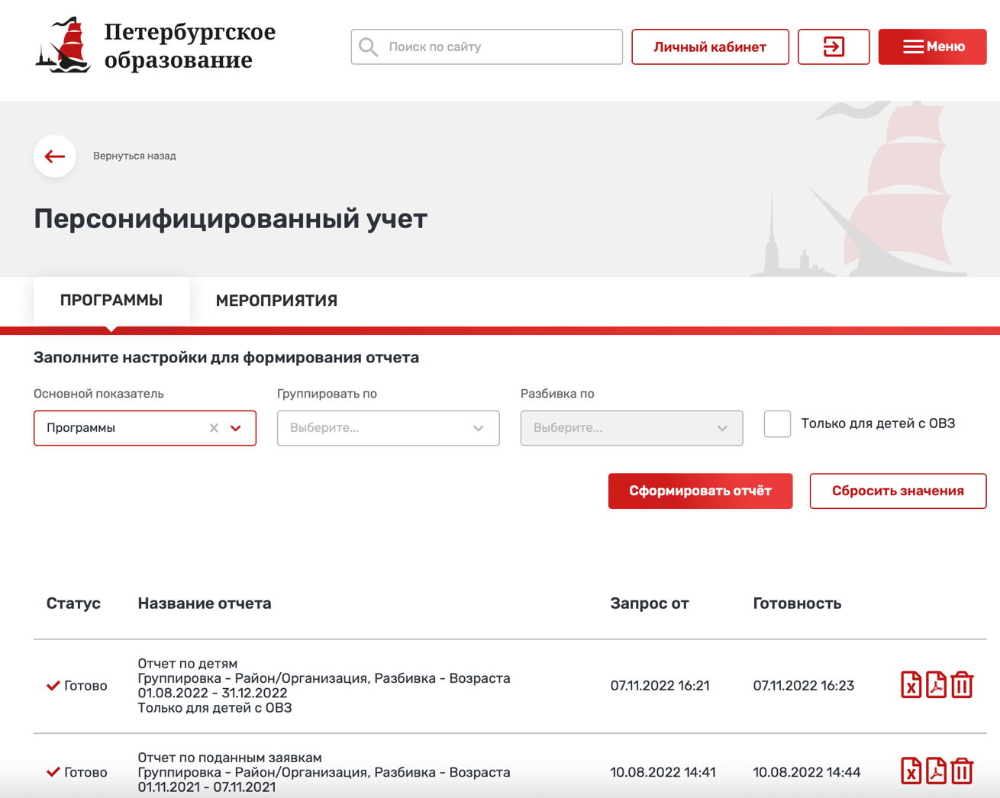 Петербургское
образование
Поиск по сайту
Личный кабинет
Меню
Вернуться назад
Персонифицированный учет
ПРОГРАММЫ
МЕРОПРИЯТИЯ
Заполните настройки для формирования отчета
Основной показатель
Группировать по
Разбивка по
Программы
Выберите...
Выберите...
Только для детей с ОВЗ
Сформировать отчёт
Сбросить значения
Статус
Название отчета
Запрос от
Готовность
Готово
Отчет по детям
Группировка - Район/Организация, Разбивка - Возраста
01.08.2022 - 31.12.2022
Только для детей с ОВЗ
07.11.2022 16:21
07.11.2022 16:23
Готово
Отчет по поданным заявкам
Группировка - Район/Организация, Разбивка - Возраста
01.11.2021 - 07.11.2021
10.08.2022 14:41
10.08.2022 14:44